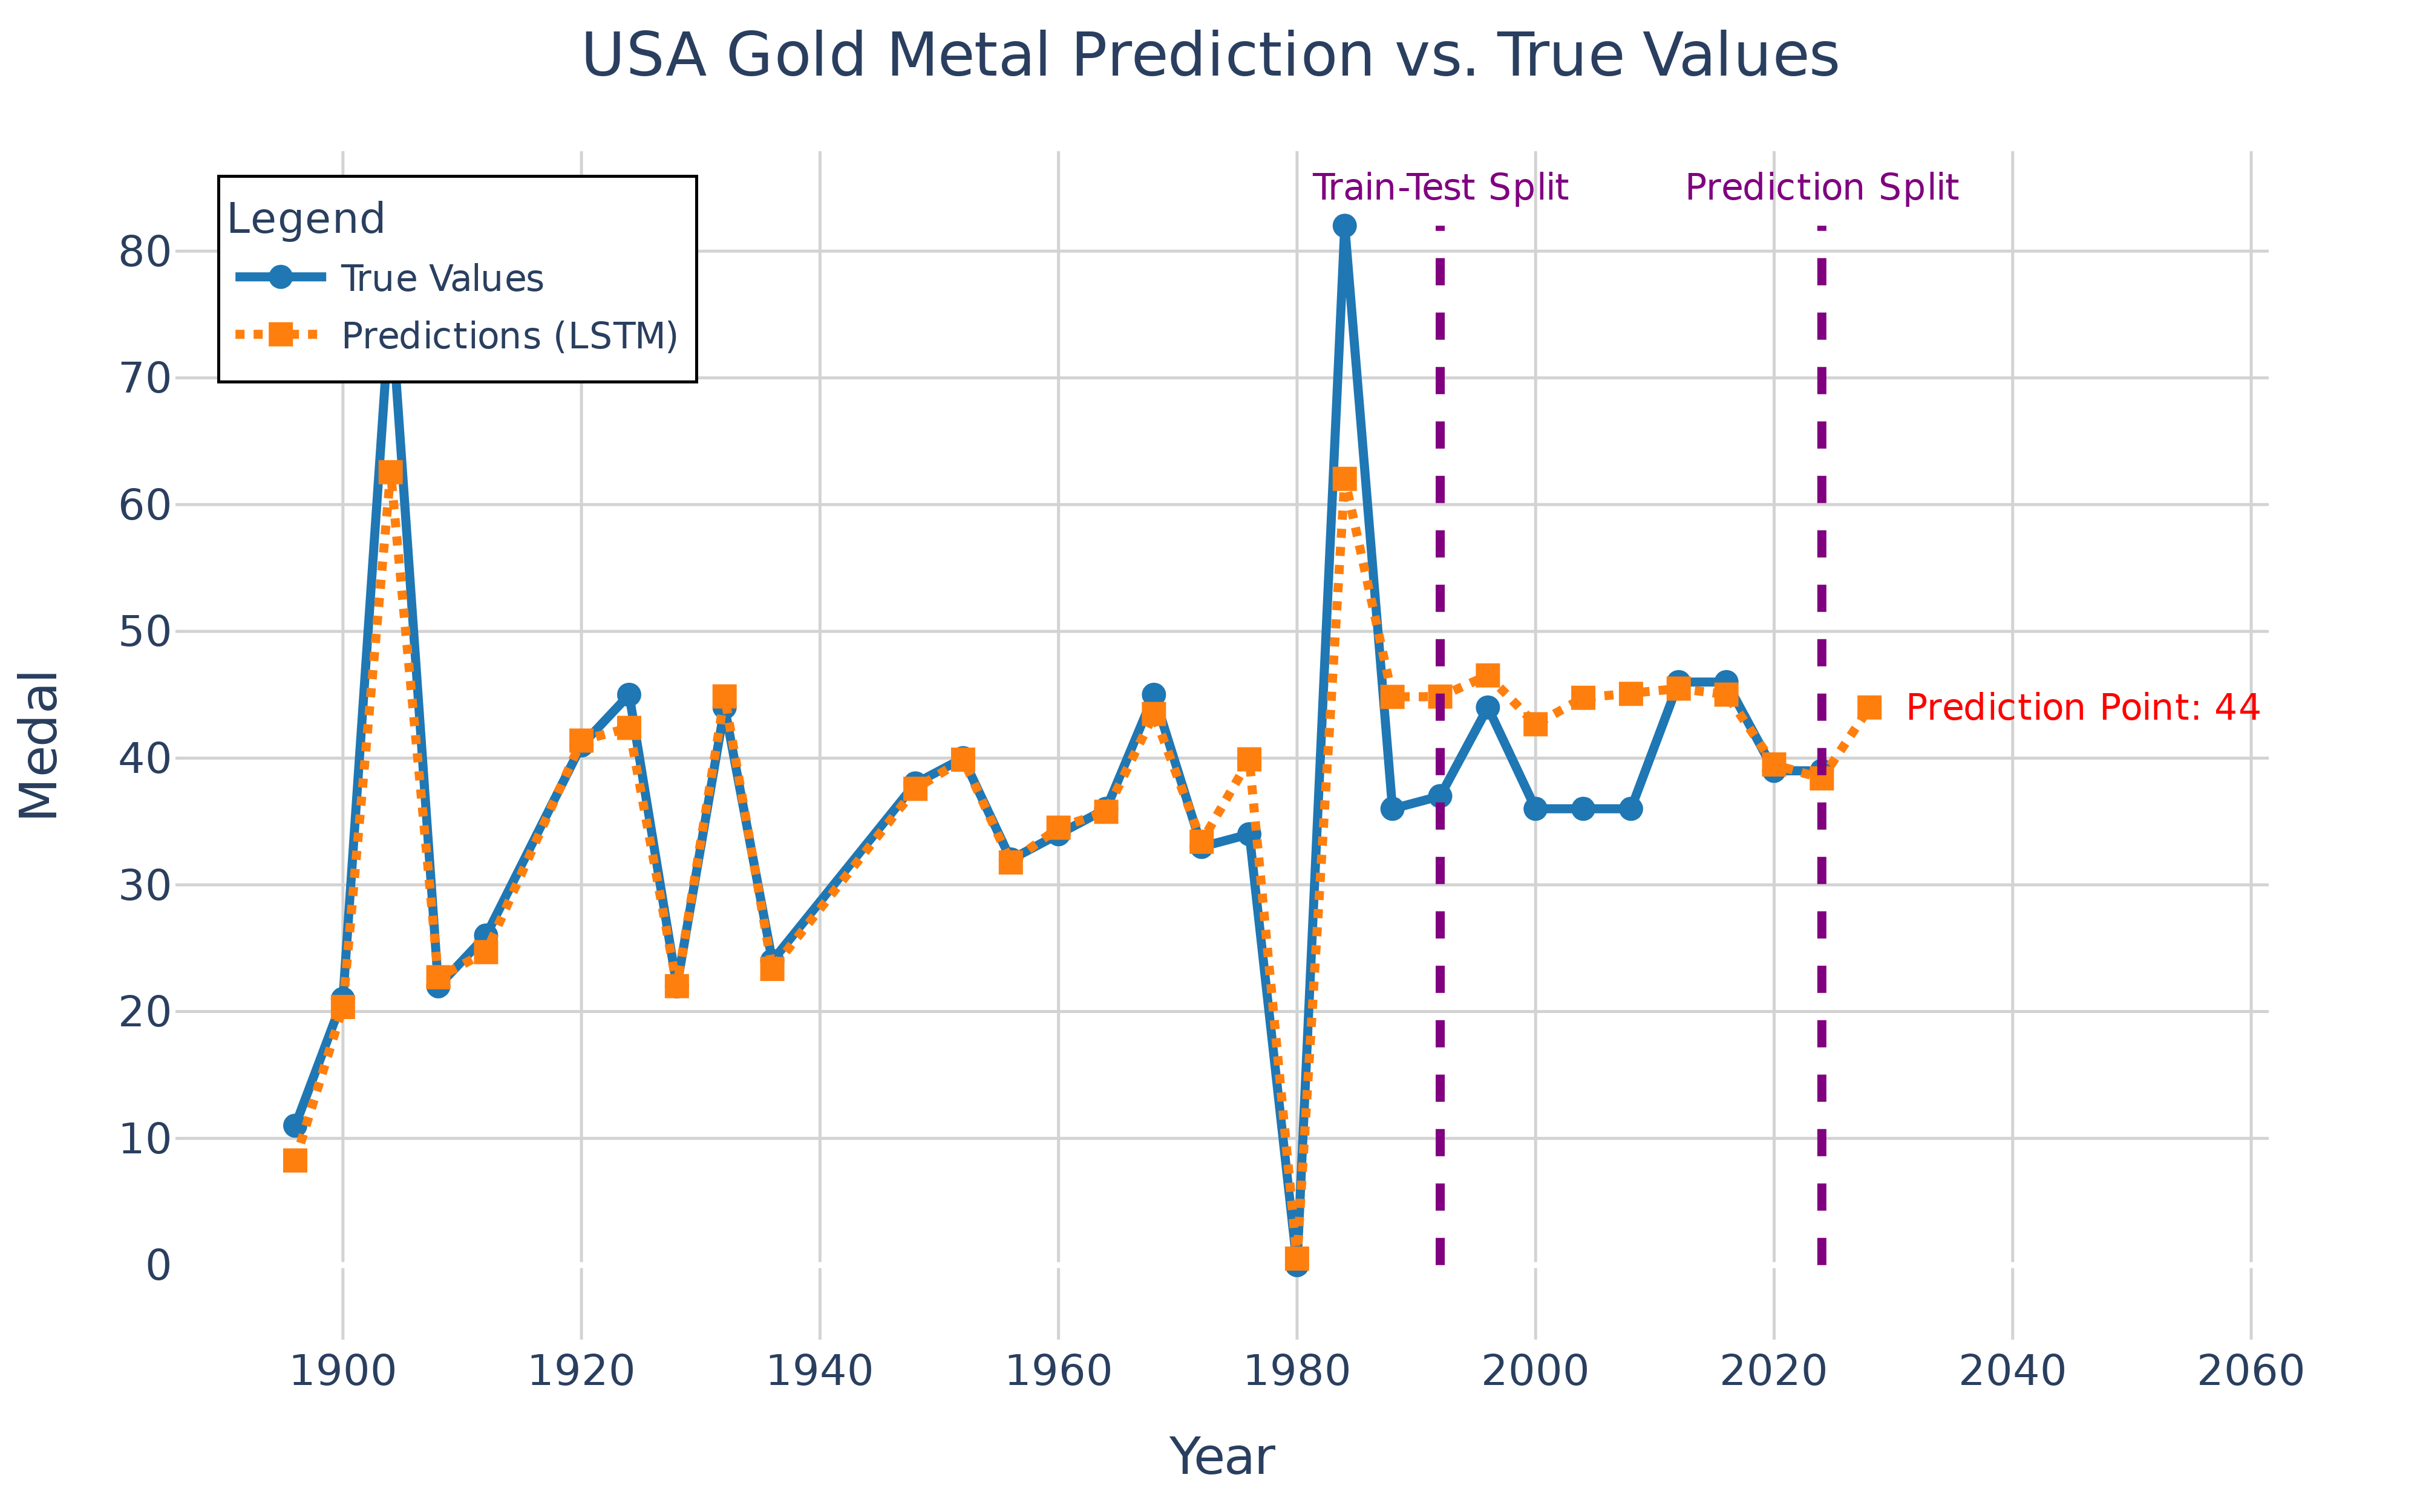 USA Gold Metal Prediction vs. True Values
Legend
True Values
Predictions (LSTM)
Train-Test Split
Prediction Split
Prediction Point: 44
Medal
80
70
60
50
40
30
20
10
0
1900 1920 1940 1960 1980 2000 2020 2040 2060
Year